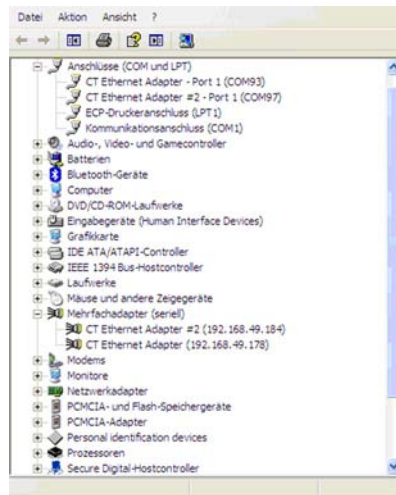 Datei Aktion Ansicht ?
Anschlüsse (COM und LPT)
CT Ethernet Adapter - Port 1 (COM93)
CT Ethernet Adapter #2 - Port 1 (COM97)
ECP-Druckeranschluss (LPT1)
Kommunikationsanschluss (COM1)
Audio-, Video- und Gamecontroller
Batterien
Bluetooth-Geräte
Computer
DVD/CD-ROM-Laufwerke
Eingabegeräte (Human Interface Devices)
Grafikkarte
IDE ATA/ATAPI-Controller
IEEE 1394 Bus-Hostcontroller
Laufwerke
Mäuse und andere Zeigegeräte
Mehrfachadapter (seriell)
CT Ethernet Adapter #2 (192.168.49.184)
CT Ethernet Adapter (192.168.49.178)
Modems
Monitore
Netzwerkadapter
PCMCIA- und Flash-Speichergeräte
PCMCIA-Adapter
Personal identification devices
Prozessoren
Secure Digital-Hostcontroller